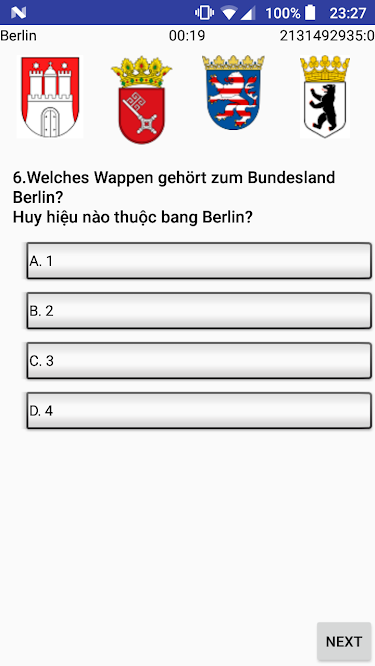 100% 23:27
Berlin 00:19 2131492935:0
6.Welches Wappen gehört zum Bundesland
Berlin?
Huy hiệu nào thuộc bang Berlin?
A. 1
B. 2
C. 3
D. 4
NEXT